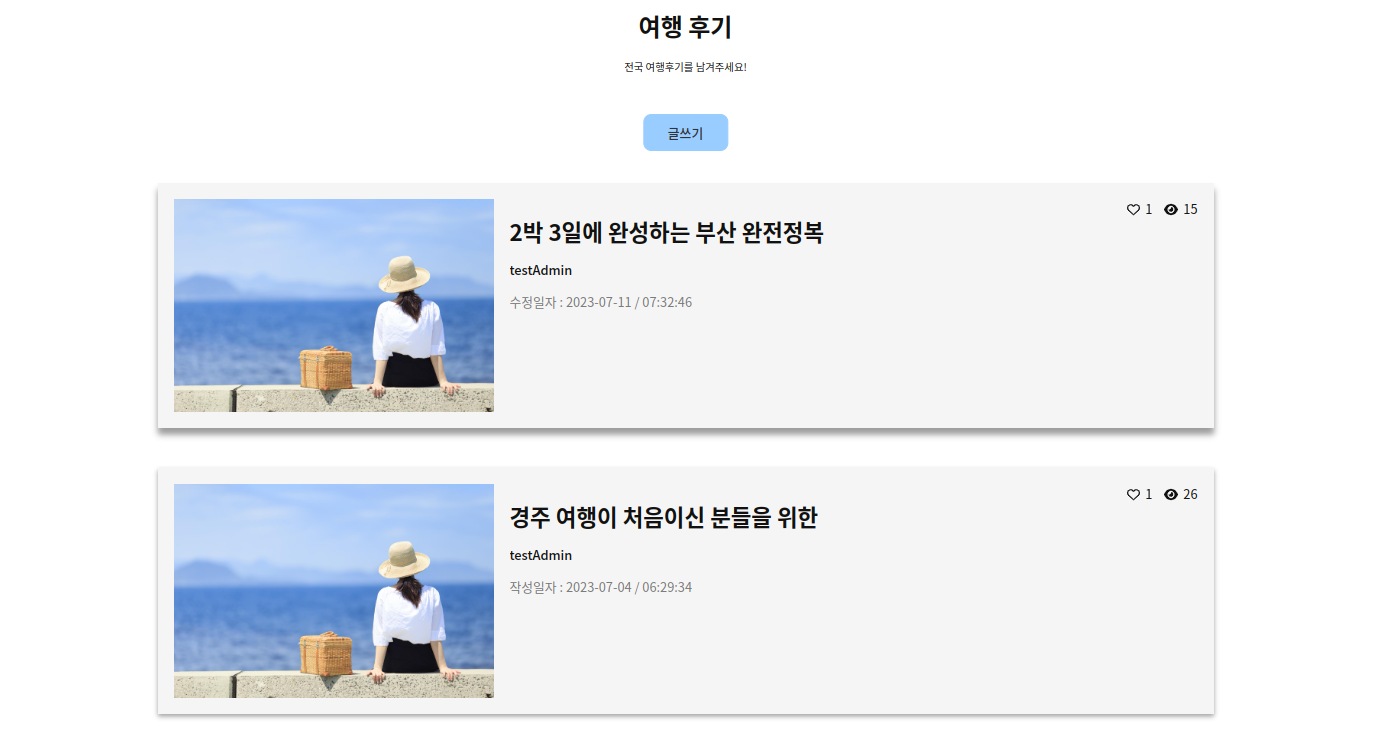 여행 후기
전국 여행후기를 남겨주세요!
글쓰기
1 15
2박 3일에 완성하는 부산 완전정복
testAdmin
수정일자 : 2023-07-11 / 07:32:46
1 26
경주 여행이 처음이신 분들을 위한
testAdmin
작성일자 : 2023-07-04 / 06:29:34